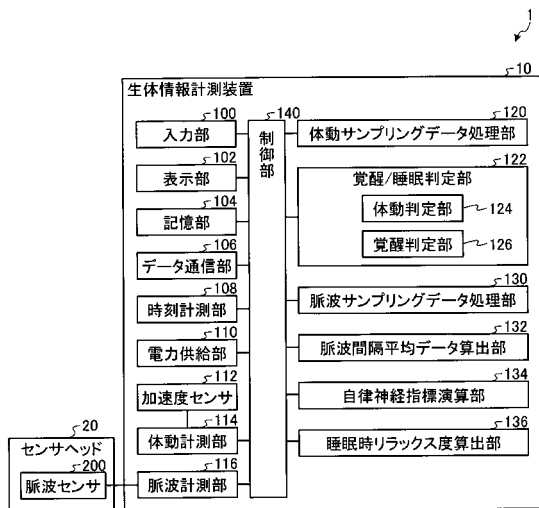 1
10
生体情報計測装置
100
入力部
102
表示部
104
記憶部
106
データ通信部
108
時刻計測部
110
電力供給部
112
加速度センサ
114
体動計測部
116
脈波計測部
20
センサヘッド
200
脈波センサ
140
制御部
120
体動サンプリングデータ処理部
122
覚醒/睡眠判定部
体動判定部
124
覚醒判定部
126
130
脈波サンプリングデータ処理部
132
脈波間隔平均データ算出部
134
自律神経指標演算部
136
睡眠時リラックス度算出部